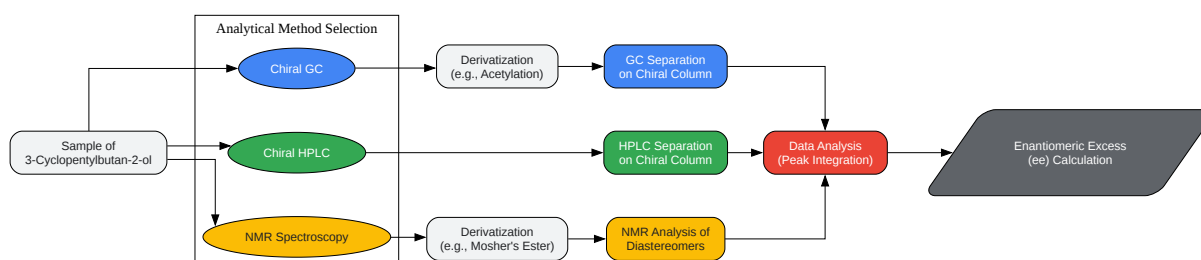 Analytical Method Selection
Chiral GC
Derivatization
(e.g., Acetylation)
GC Separation
on Chiral Column
Sample of
3-Cyclopentylbutan-2-ol
Chiral HPLC
HPLC Separation
on Chiral Column
Data Analysis
(Peak Integration)
Enantiomeric Excess
(ee) Calculation
NMR Spectroscopy
Derivatization
(e.g., Mosher's Ester)
NMR Analysis of
Diastereomers